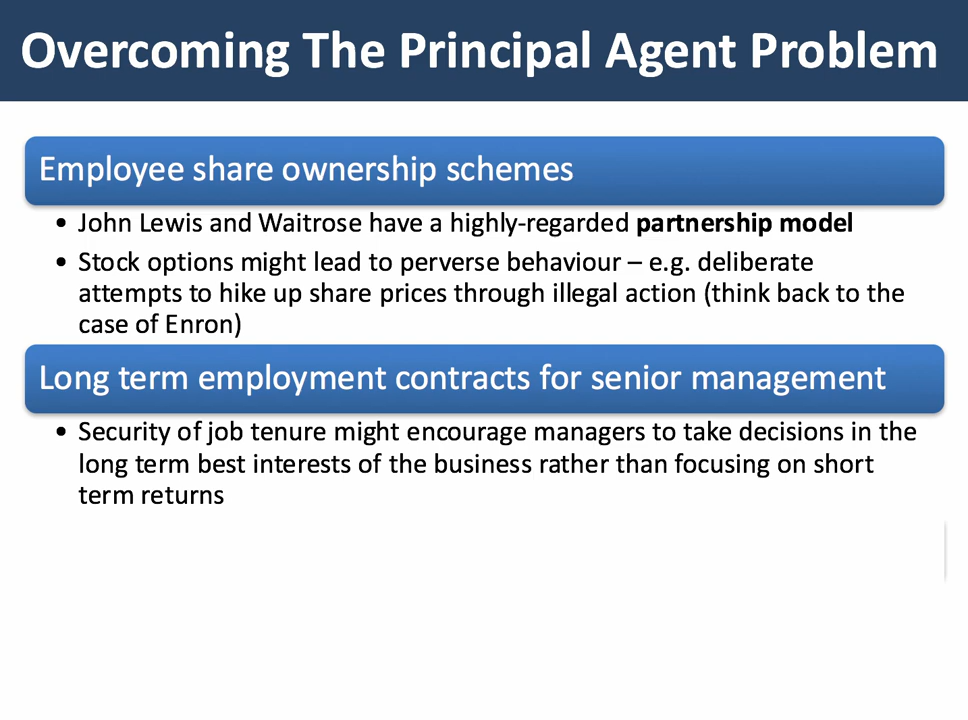 Overcoming The Principal Agent Problem
Employee share ownership schemes
• John Lewis and Waitrose have a highly-regarded partnership model
• Stock options might lead to perverse behaviour – e.g. deliberate
attempts to hike up share prices through illegal action (think back to the
case of Enron)
Long term employment contracts for senior management
• Security of job tenure might encourage managers to take decisions in the
long term best interests of the business rather than focusing on short
term returns